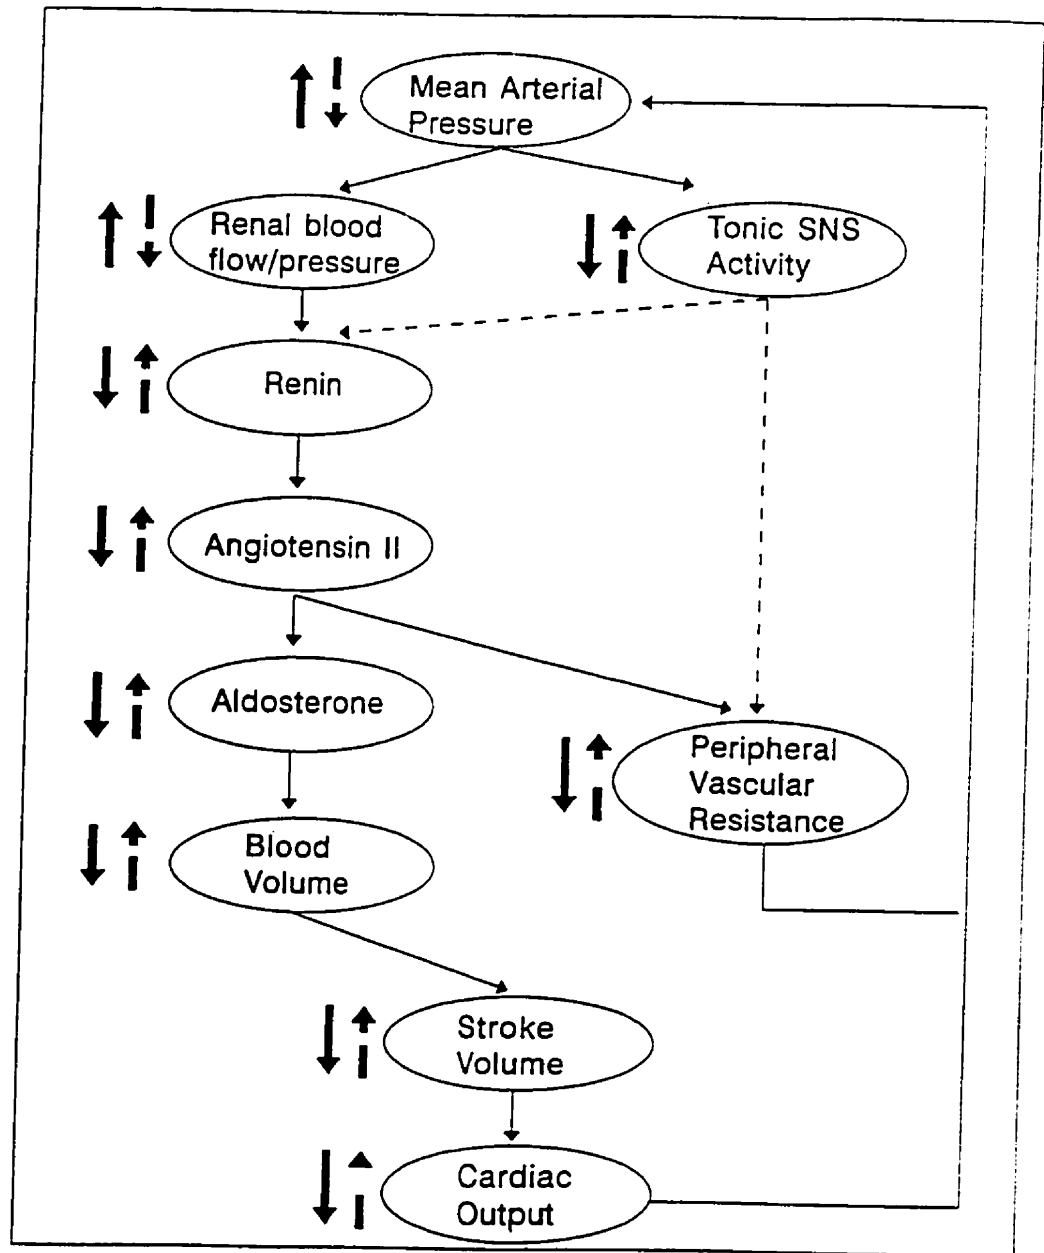 Mean Arterial
Pressure
Renal blood
flow/pressure
Tonic SNS
Activity
Renin
Angiotensin II
Aldosterone
Peripheral
Vascular
Resistance
Blood
Volume
Stroke
Volume
Cardiac
Output